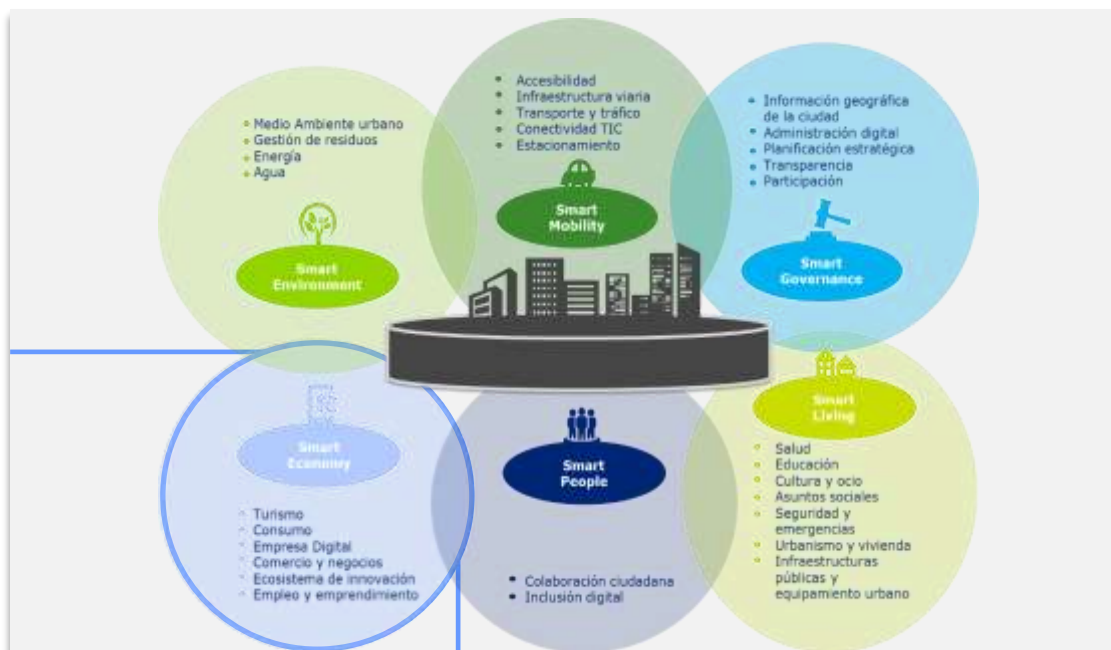 Medio Ambiente urbano
Gestión de residuos
Energía
Agua
Smart
Environment
Accesibilidad
Infraestructura viaria
Transporte y tráfico
Conectividad TIC
Estacionamiento
Smart
Mobility
Información geográfica
de la ciudad
Administración digital
Planificación estratégica
Transparencia
Participación
Smart
Governance
Smart
Economy
Turismo
Consumo
Empresa Digital
Comercio y negocios
Ecosistema de innovación
Empleo y emprendimiento
Smart
People
Colaboración ciudadana
Inclusión digital
Smart
Living
Salud
Educación
Cultura y ocio
Asuntos sociales
Seguridad y
emergencias
Urbanismo y vivienda
Infraestructuras
públicas y
equipamiento urbano